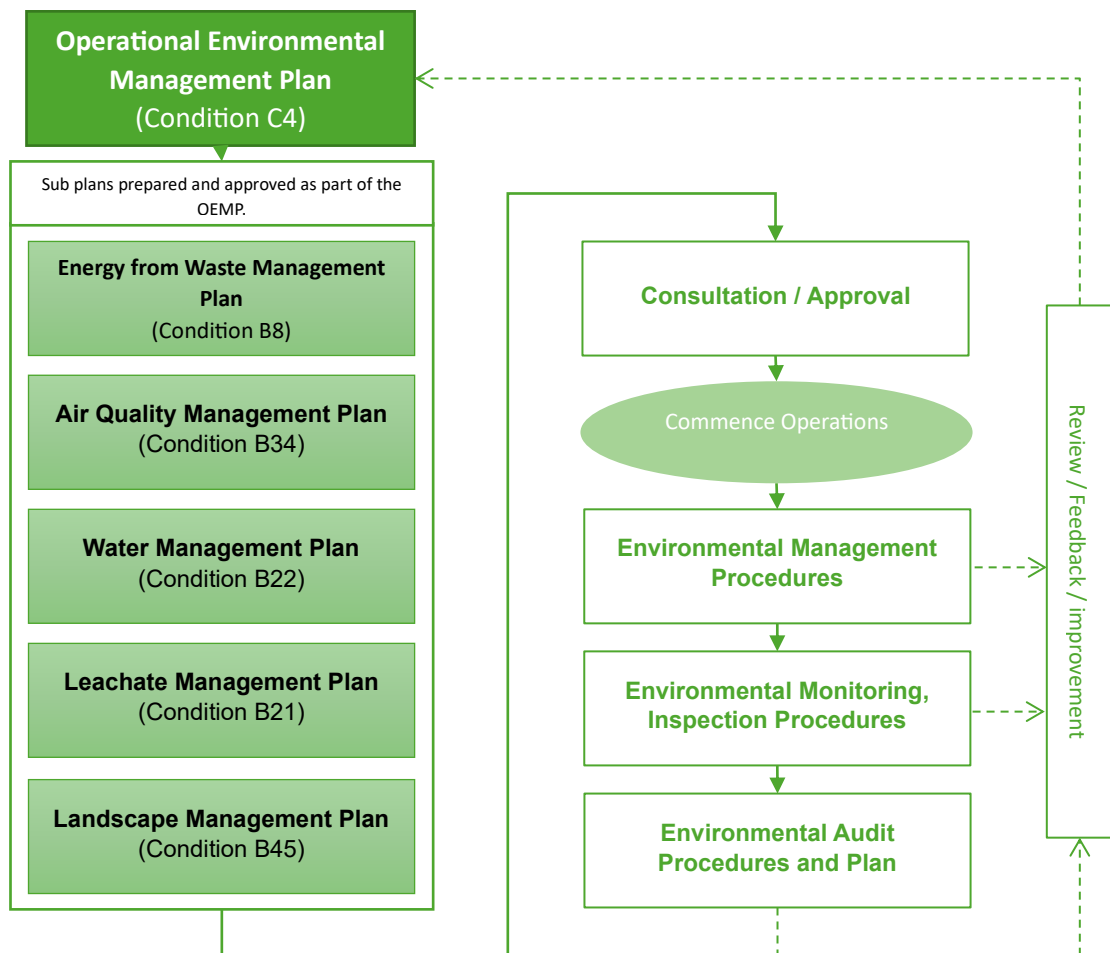 Operational Environmental
Management Plan
(Condition C4)
Sub plans prepared and approved as part of the
OEMP.
Energy from Waste Management
Plan
(Condition B8)
Air Quality Management Plan
(Condition B34)
Water Management Plan
(Condition B22)
Leachate Management Plan
(Condition B21)
Landscape Management Plan
(Condition B45)
Consultation / Approval
Commence Operations
Environmental Management
Procedures
Environmental Monitoring,
Inspection Procedures
Environmental Audit
Procedures and Plan
Review / Feedback / improvement